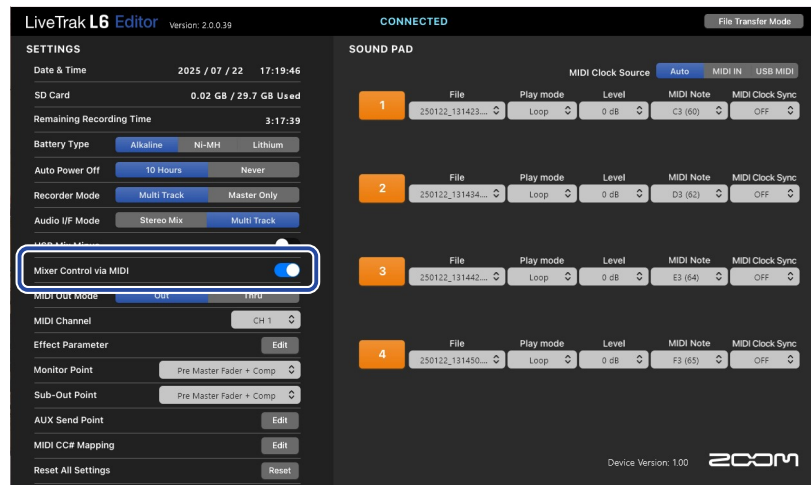 LiveTrak L6 Editor Version: 2.0.0.39 CONNECTED File Transfer Mode
SETTINGS
Date & Time 2025 / 07 / 22 17:19:46
SD Card 0.02 GB / 29.7 GB Used
Remaining Recording Time 3:17:39
Battery Type Alkaline Ni-MH Lithium
Auto Power Off 10 Hours Never
Recorder Mode Multi Track Master Only
Audio I/F Mode Stereo Mix Multi Track
USB Mix Minus
Mixer Control via MIDI
MIDI Out Mode Out Thru
MIDI Channel CH 1
Effect Parameter Edit
Monitor Point Pre Master Fader + Comp
Sub-Out Point Pre Master Fader + Comp
AUX Send Point Edit
MIDI CC# Mapping Edit
Reset All Settings Reset
SOUND PAD
MIDI Clock Source Auto MIDI IN USB MIDI
File Play mode Level MIDI Note MIDI Clock Sync
1 250122_131423.... Loop 0 dB C3 (60) OFF
File Play mode Level MIDI Note MIDI Clock Sync
2 250122_131434.... Loop 0 dB D3 (62) OFF
File Play mode Level MIDI Note MIDI Clock Sync
3 250122_131442.... Loop 0 dB E3 (64) OFF
File Play mode Level MIDI Note MIDI Clock Sync
4 250122_131450.... Loop 0 dB F3 (65) OFF
Device Version: 1.00 ZOOM